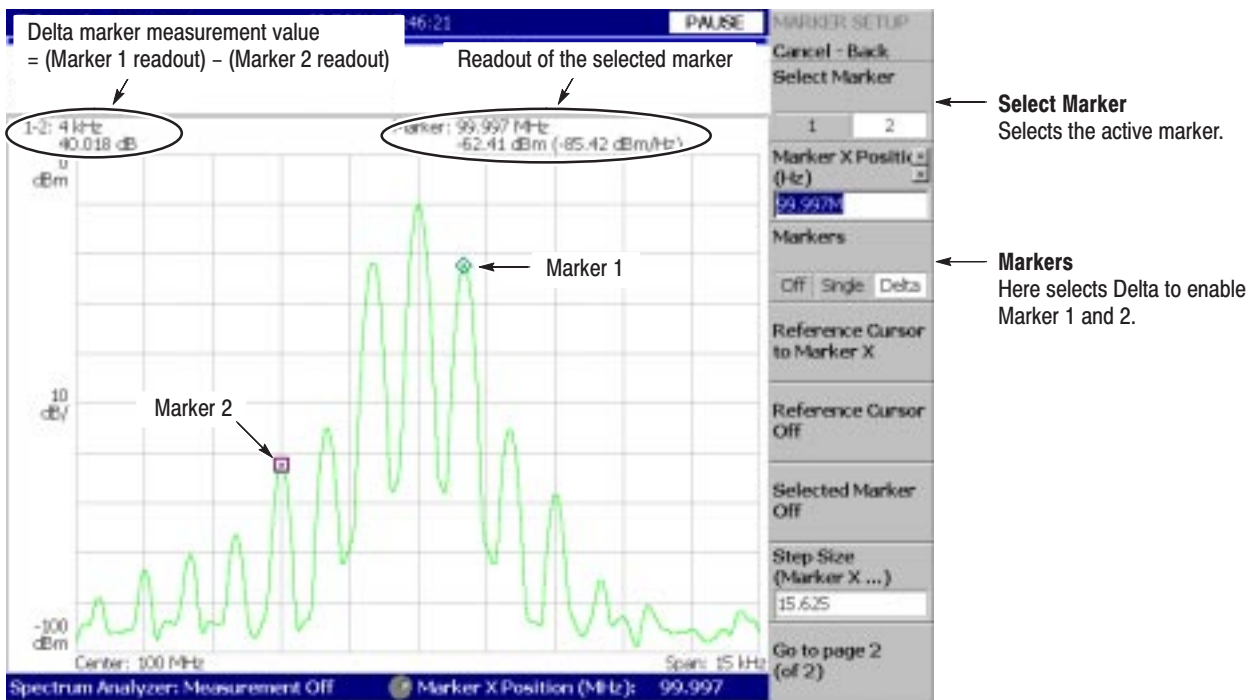 Delta marker measurement value
= (Marker 1 readout) – (Marker 2 readout)
46:21
PAUSE
Readout of the selected marker
1-2: 4 kHz
40.018 dB
Marker: 99.997 MHz
-62.41 dBm (-85.42 dBm/Hz)
0
dBm
10
dB/
-100
dBm
Marker 1
Marker 2
Center: 100 MHz
Span: 15 kHz
Spectrum Analyzer: Measurement Off
Marker X Position (MHz): 99.997
MARKER SETUP
Cancel - Back
Select Marker
1 2
Marker X Position
(Hz)
99.997M
Markers
Off Single Delta
Reference Cursor
to Marker X
Reference Cursor
Off
Selected Marker
Off
Step Size
(Marker X ...)
15.625
Go to page 2
(of 2)
Select Marker
Selects the active marker.
Markers
Here selects Delta to enable
Marker 1 and 2.